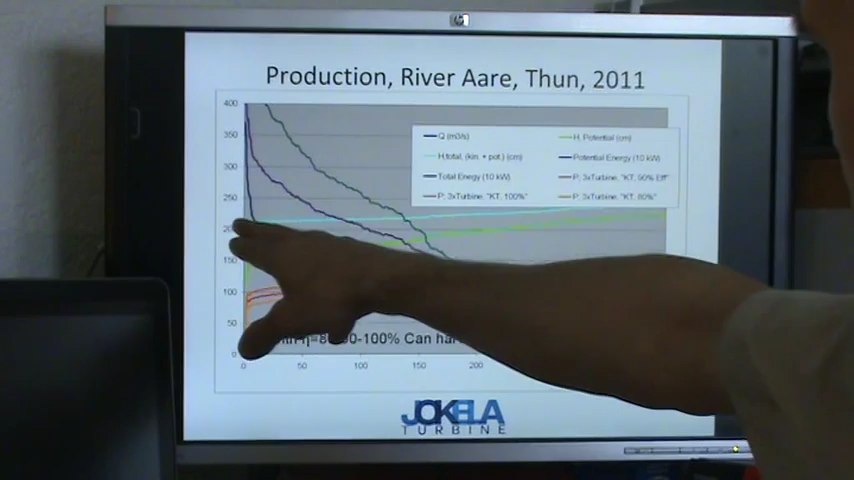 hp
Production, River Aare, Thun, 2011
400
350
300
250
200
150
100
50
0
0 50 100 150 200
Q (m3/s) H, Potential (cm)
H,total, (kin. + pot.) (cm) Potential Energy (10 kW)
Total Energy (10 kW) P; 3xTurbine, "KT, 90% Eff"
P; 3xTurbine, "KT, 100%" P; 3xTurbine, "KT, 80%"
-100% Can
JOKELA
TURBINE